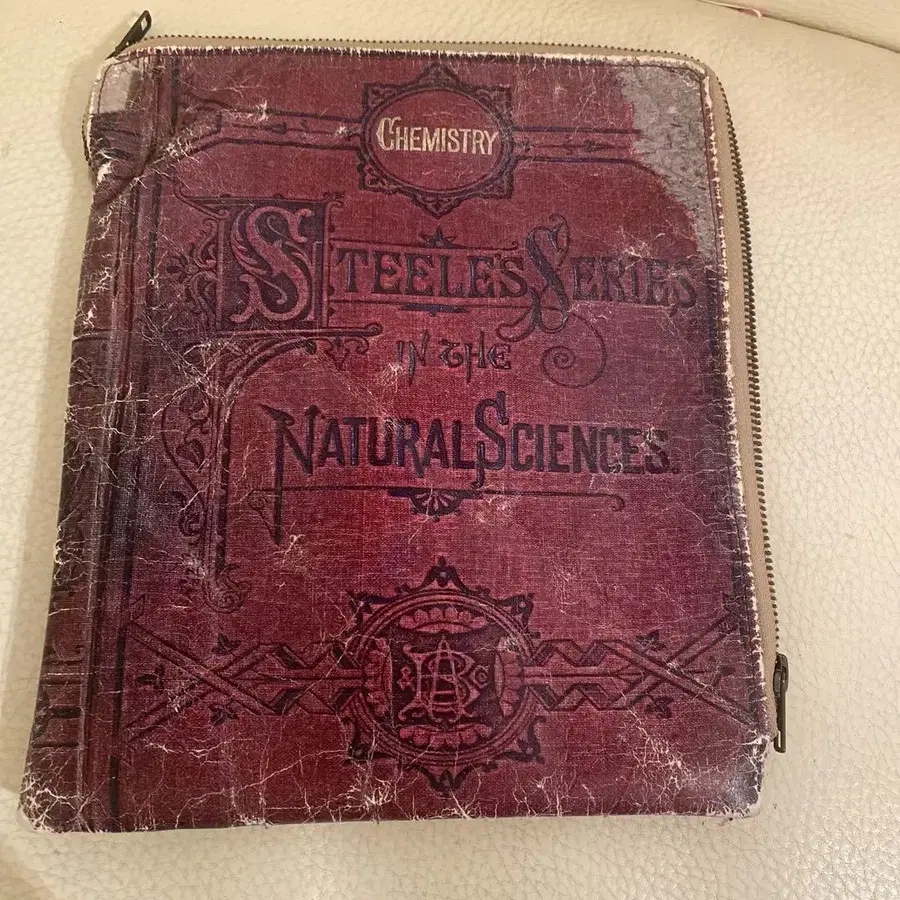 CHEMISTRY
STEELE'S SERIES
IN THE
NATURAL SCIENCES.